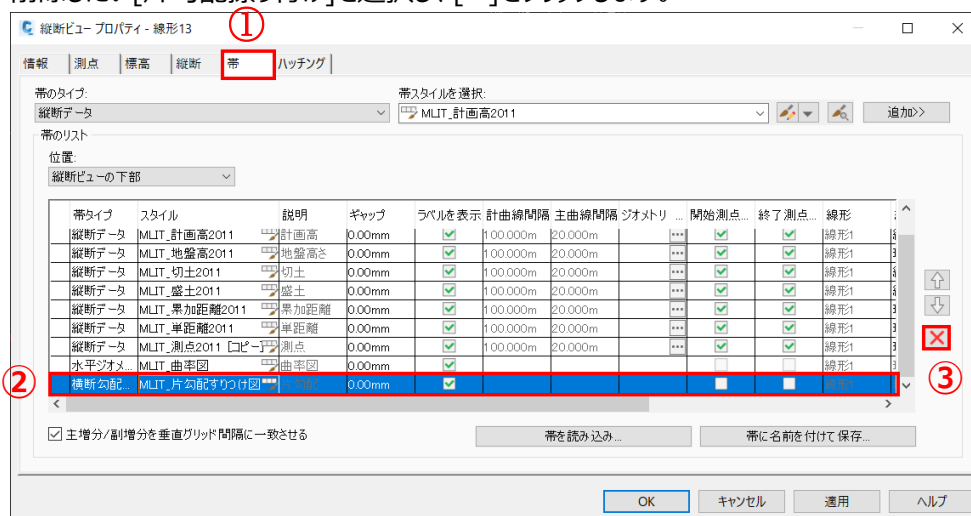 ①
縦断ビュー プロパティ - 線形13
情報 測点 標高 縦断 帯 ハッチング
帯のタイプ: 帯スタイルを選択:
縦断データ MLIT_計画高2011 追加>>
帯のリスト
位置:
縦断ビューの下部
帯タイプ スタイル 説明 ギャップ ラベルを表示 計曲線間隔 主曲線間隔 ジオメトリ ... 開始測点... 終了測点... 線形
縦断データ MLIT_計画高2011 計画高 0.00mm 100.000m 20.000m ... 線形1
縦断データ MLIT_地盤高2011 地盤高さ 0.00mm 100.000m 20.000m ... 線形1
縦断データ MLIT_切土2011 切土 0.00mm 100.000m 20.000m ... 線形1
縦断データ MLIT_盛土2011 盛土 0.00mm 100.000m 20.000m ... 線形1
縦断データ MLIT_累加距離2011 累加距離 0.00mm 100.000m 20.000m ... 線形1
縦断データ MLIT_単距離2011 単距離 0.00mm 100.000m 20.000m ... 線形1
縦断データ MLIT_測点2011 [コピー] 測点 0.00mm 100.000m 20.000m ... 線形1
水平ジオメ... MLIT_曲率図 曲率図 0.00mm 線形1
② 横断勾配... MLIT_片勾配すりつけ図 片勾配 0.00mm 線形1 ③
主増分/副増分を垂直グリッド間隔に一致させる 帯を読み込み... 帯に名前を付けて保存...
OK キャンセル 適用 ヘルプ